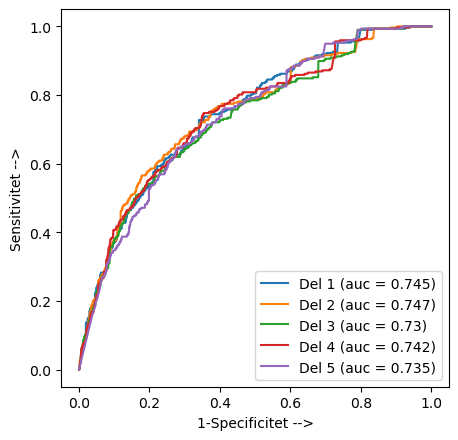 1.0
0.8
0.6
0.4
0.2
0.0
Sensitivitet -->
Del 1 (auc = 0.745)
Del 2 (auc = 0.747)
Del 3 (auc = 0.73)
Del 4 (auc = 0.742)
Del 5 (auc = 0.735)
0.0 0.2 0.4 0.6 0.8 1.0
1-Specificitet -->